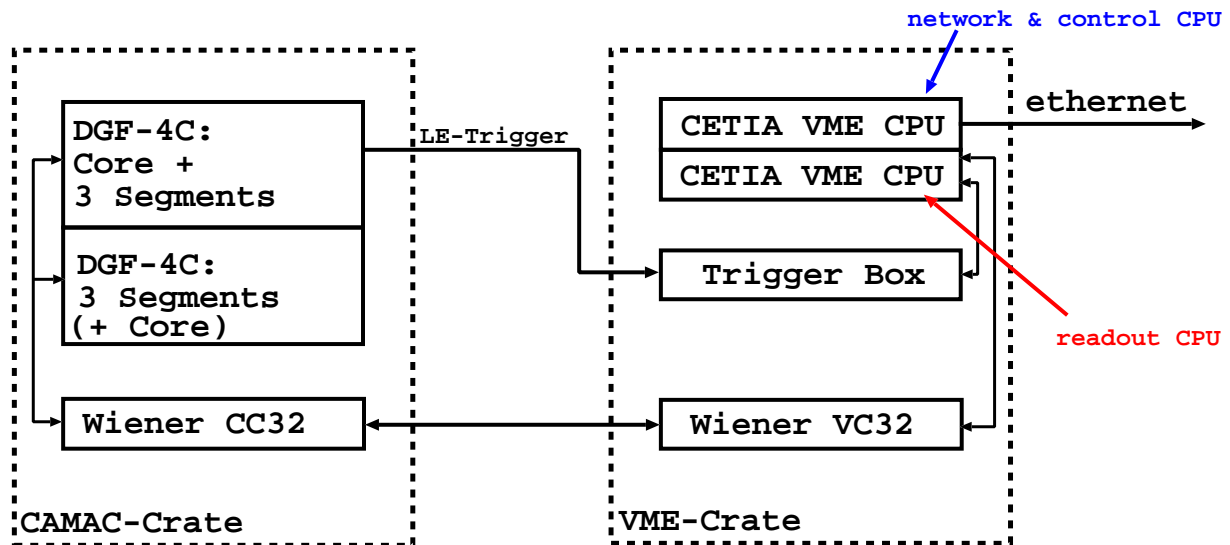 network & control CPU
DGF-4C:
Core +
3 Segments
LE-Trigger
CETIA VME CPU
ethernet
CETIA VME CPU
DGF-4C:
3 Segments
(+ Core)
Trigger Box
readout CPU
Wiener CC32
Wiener VC32
CAMAC-Crate
VME-Crate